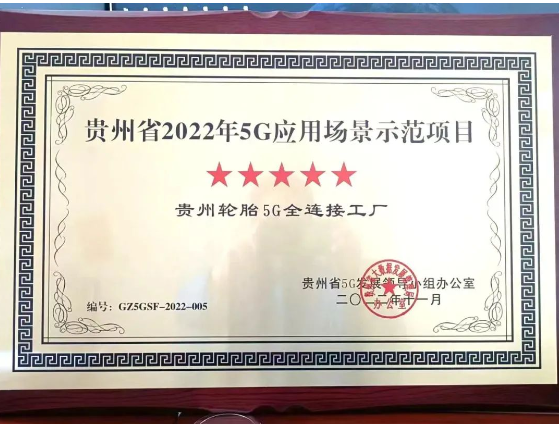 贵州省2022年5G应用场景示范项目
★★★★★
贵州轮胎5G全连接工厂
贵州省5G发展领导小组办公室
二〇二二年十一月
编号：GZ5GSF-2022-005